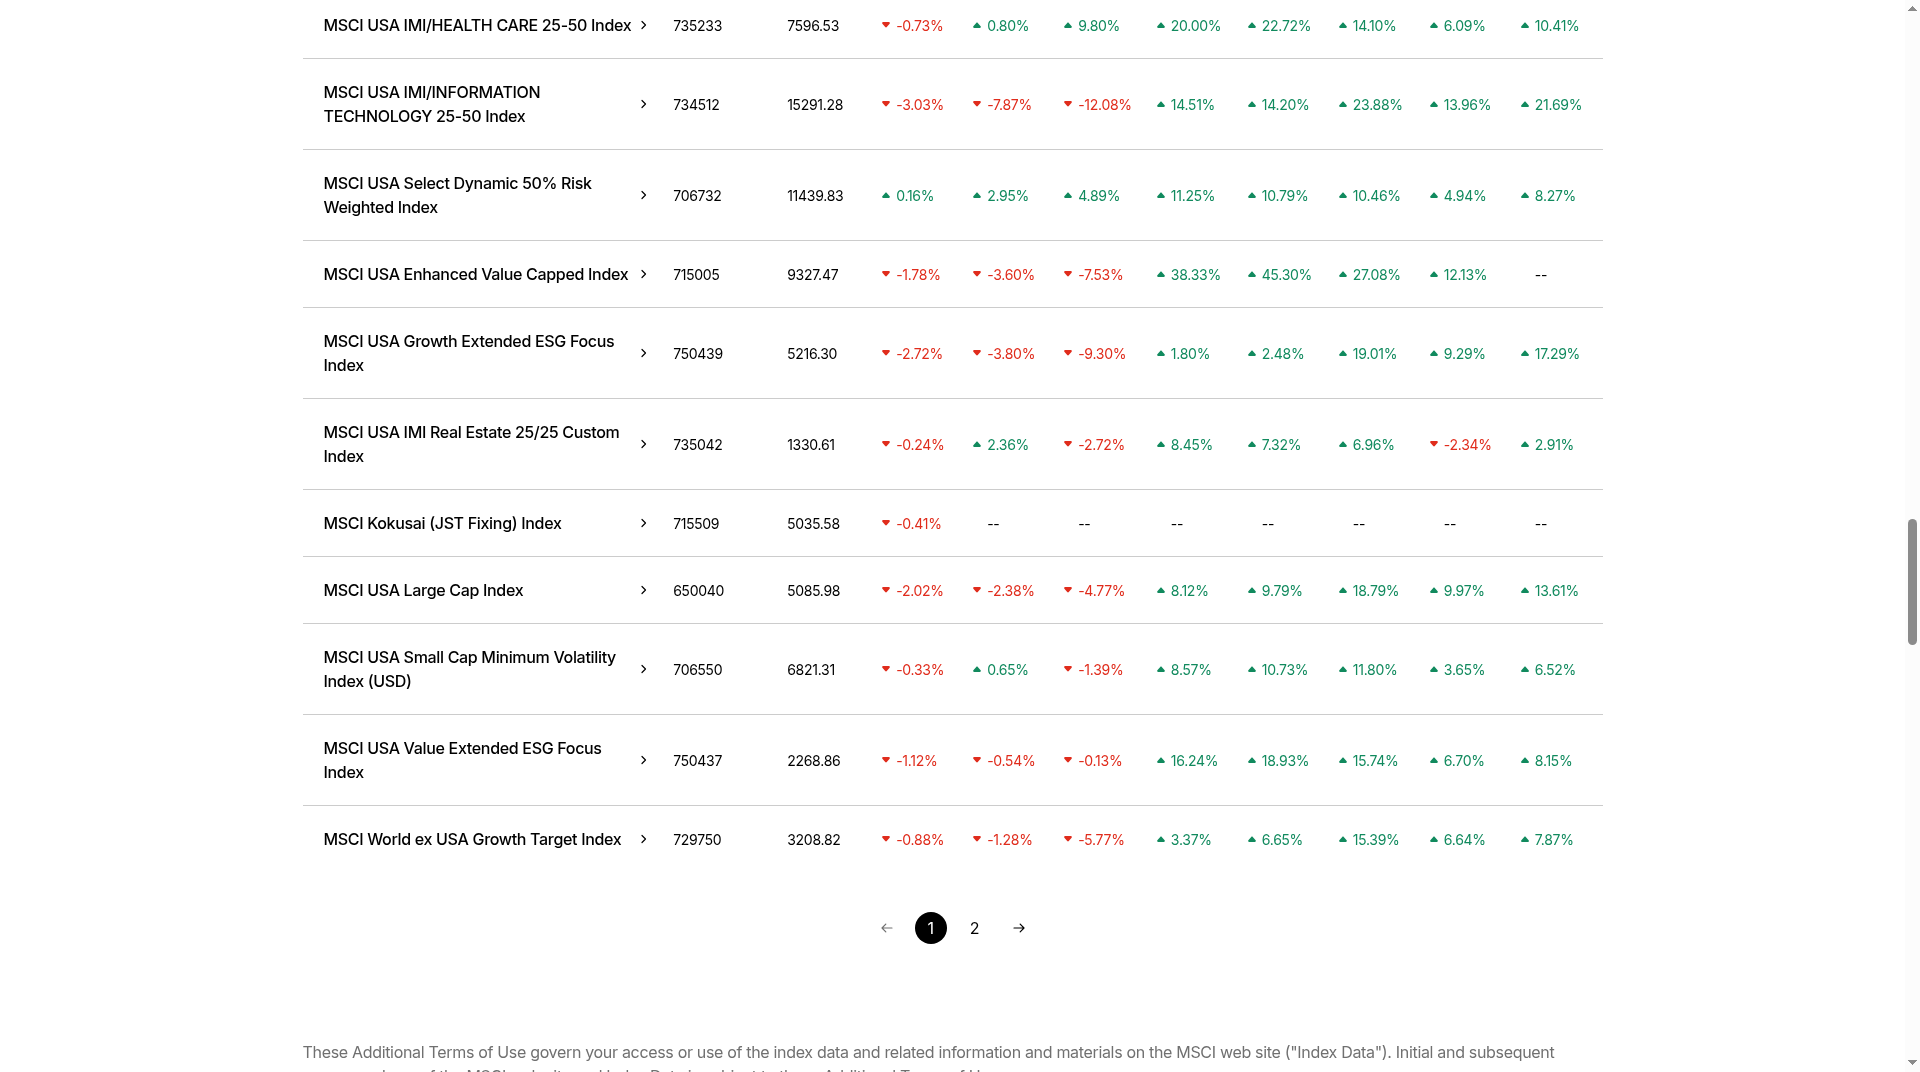 MSCI USA IMI/HEALTH CARE 25-50 Index 735233 7596.53 -0.73% 0.80% 9.80% 20.00% 22.72% 14.10% 6.09% 10.41%
MSCI USA IMI/INFORMATION
TECHNOLOGY 25-50 Index 734512 15291.28 -3.03% -7.87% -12.08% 14.51% 14.20% 23.88% 13.96% 21.69%
MSCI USA Select Dynamic 50% Risk
Weighted Index 706732 11439.83 0.16% 2.95% 4.89% 11.25% 10.79% 10.46% 4.94% 8.27%
MSCI USA Enhanced Value Capped Index 715005 9327.47 -1.78% -3.60% -7.53% 38.33% 45.30% 27.08% 12.13% --
MSCI USA Growth Extended ESG Focus
Index 750439 5216.30 -2.72% -3.80% -9.30% 1.80% 2.48% 19.01% 9.29% 17.29%
MSCI USA IMI Real Estate 25/25 Custom
Index 735042 1330.61 -0.24% 2.36% -2.72% 8.45% 7.32% 6.96% -2.34% 2.91%
MSCI Kokusai (JST Fixing) Index 715509 5035.58 -0.41% -- -- -- -- -- -- --
MSCI USA Large Cap Index 650040 5085.98 -2.02% -2.38% -4.77% 8.12% 9.79% 18.79% 9.97% 13.61%
MSCI USA Small Cap Minimum Volatility
Index (USD) 706550 6821.31 -0.33% 0.65% -1.39% 8.57% 10.73% 11.80% 3.65% 6.52%
MSCI USA Value Extended ESG Focus
Index 750437 2268.86 -1.12% -0.54% -0.13% 16.24% 18.93% 15.74% 6.70% 8.15%
MSCI World ex USA Growth Target Index 729750 3208.82 -0.88% -1.28% -5.77% 3.37% 6.65% 15.39% 6.64% 7.87%
1 2
These Additional Terms of Use govern your access or use of the index data and related information and materials on the MSCI web site ("Index Data"). Initial and subsequent